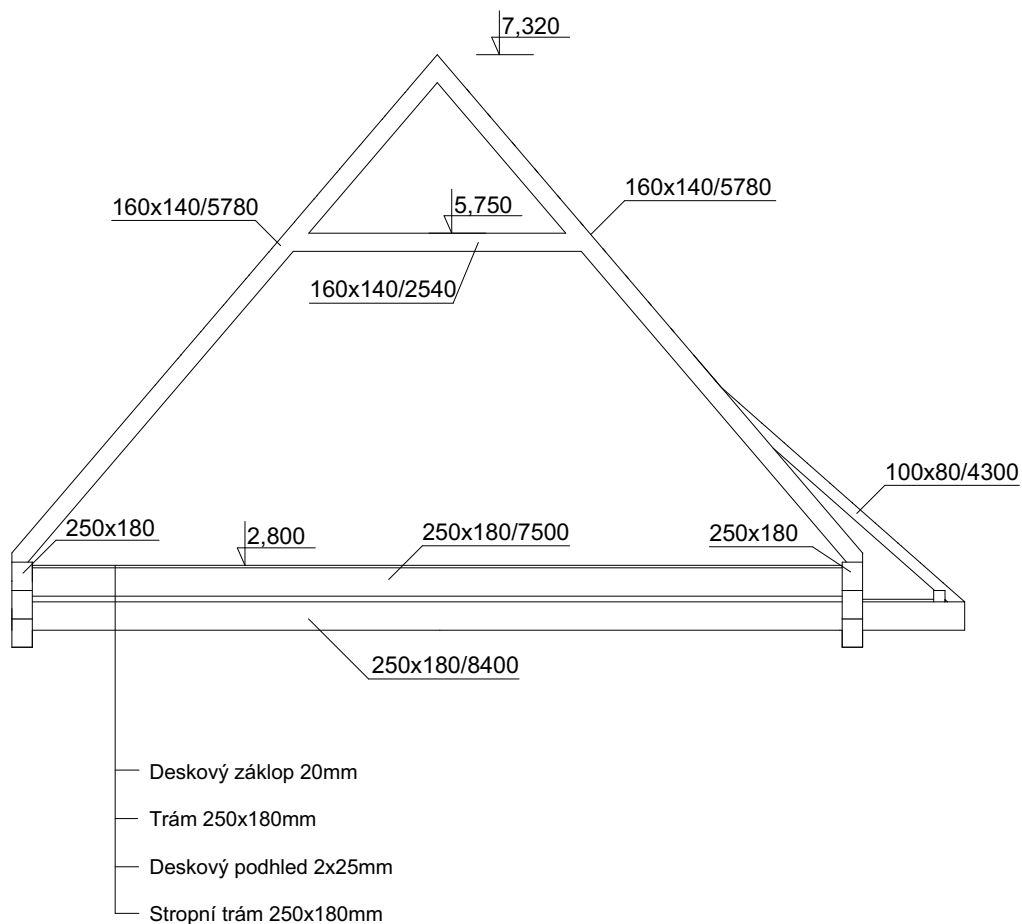 7,320
160x140/5780
160x140/5780
5,750
160x140/2540
100x80/4300
250x180
2,800
250x180/7500
250x180
250x180/8400
Deskový záklop 20mm
Trám 250x180mm
Deskový podhled 2x25mm
Stropní trám 250x180mm